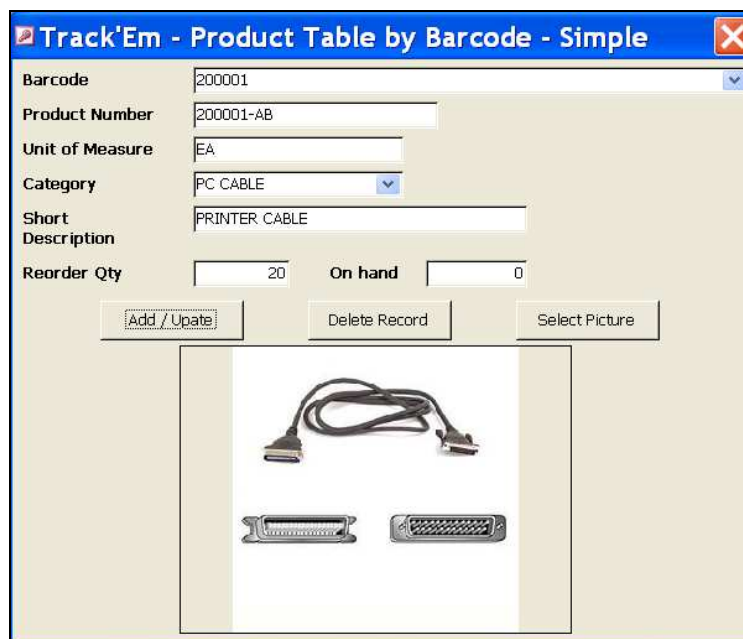 Track'Em - Product Table by Barcode - Simple
Barcode 200001
Product Number 200001-AB
Unit of Measure EA
Category PC CABLE
Short Description PRINTER CABLE
Reorder Qty 20 On hand 0
Add / Upate Delete Record Select Picture